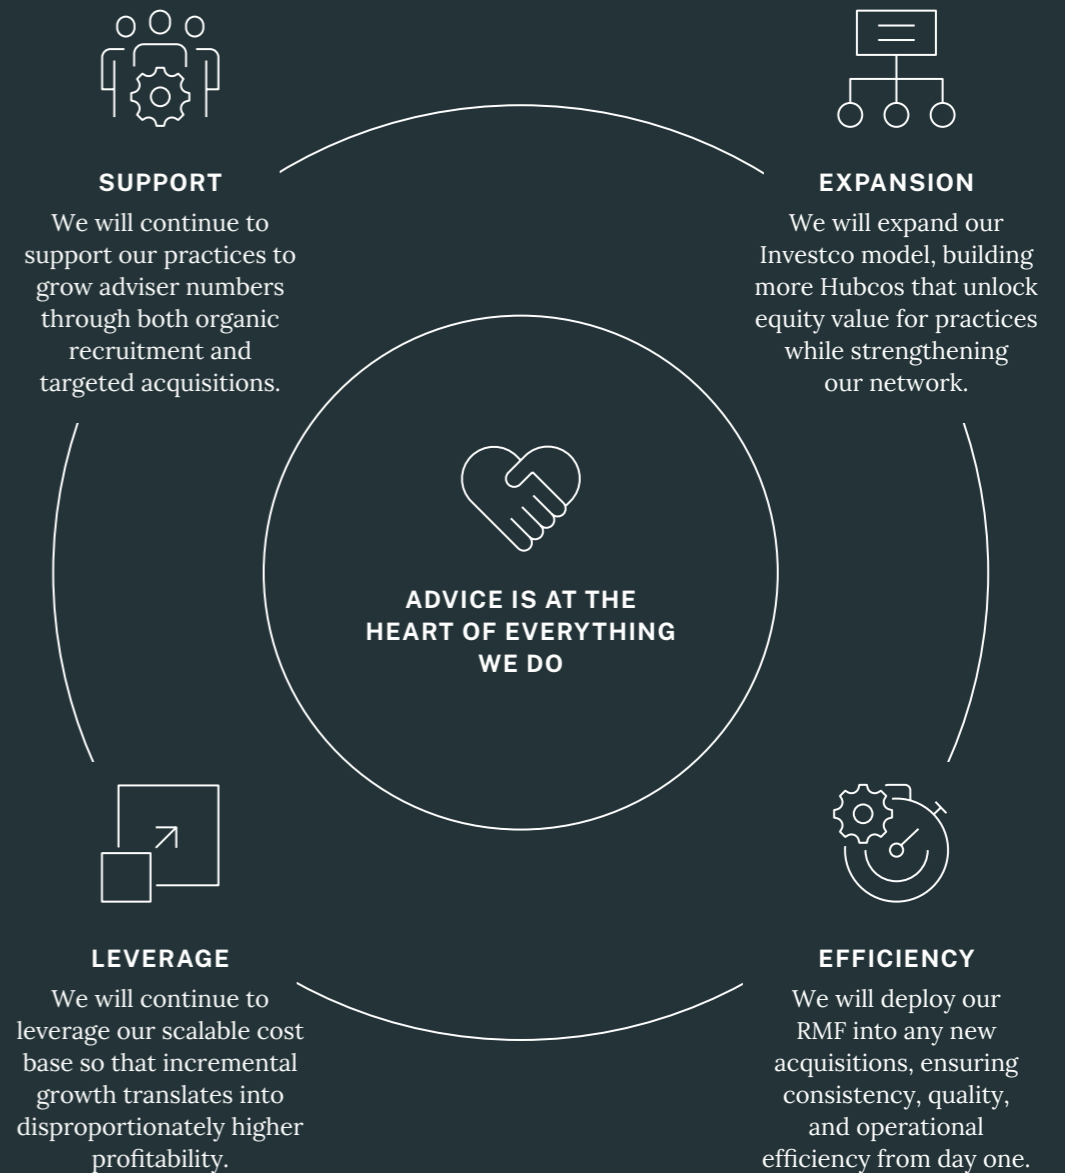 SUPPORT
We will continue to
support our practices to
grow adviser numbers
through both organic
recruitment and
targeted acquisitions.
EXPANSION
We will expand our
Investco model, building
more Hubcos that unlock
equity value for practices
while strengthening
our network.
ADVICE IS AT THE
HEART OF EVERYTHING
WE DO
LEVERAGE
We will continue to
leverage our scalable cost
base so that incremental
growth translates into
disproportionately higher
profitability.
EFFICIENCY
We will deploy our
RMF into any new
acquisitions, ensuring
consistency, quality,
and operational
efficiency from day one.